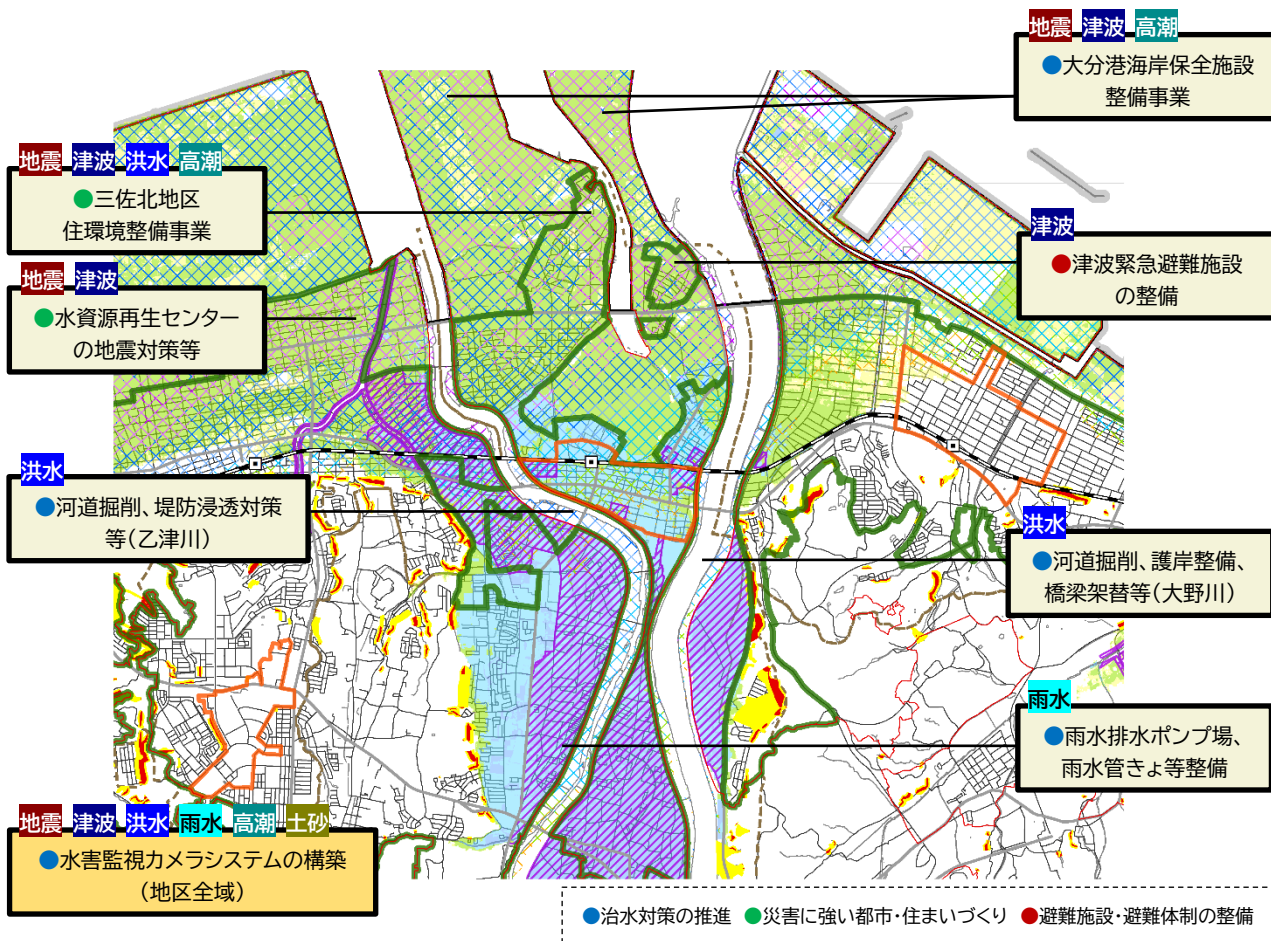 地震 津波 高潮
●大分港海岸保全施設
整備事業
地震 津波 洪水 高潮
●三佐北地区
住環境整備事業
津波
●津波緊急避難施設
の整備
地震 津波
●水資源再生センター
の地震対策等
洪水
●河道掘削、堤防浸透対策
等(乙津川)
洪水
●河道掘削、護岸整備、
橋梁架替等(大野川)
雨水
●雨水排水ポンプ場、
雨水管きょ等整備
地震 津波 洪水 雨水 高潮 土砂
●水害監視カメラシステムの構築
(地区全域)
●治水対策の推進 ●災害に強い都市・住まいづくり ●避難施設・避難体制の整備